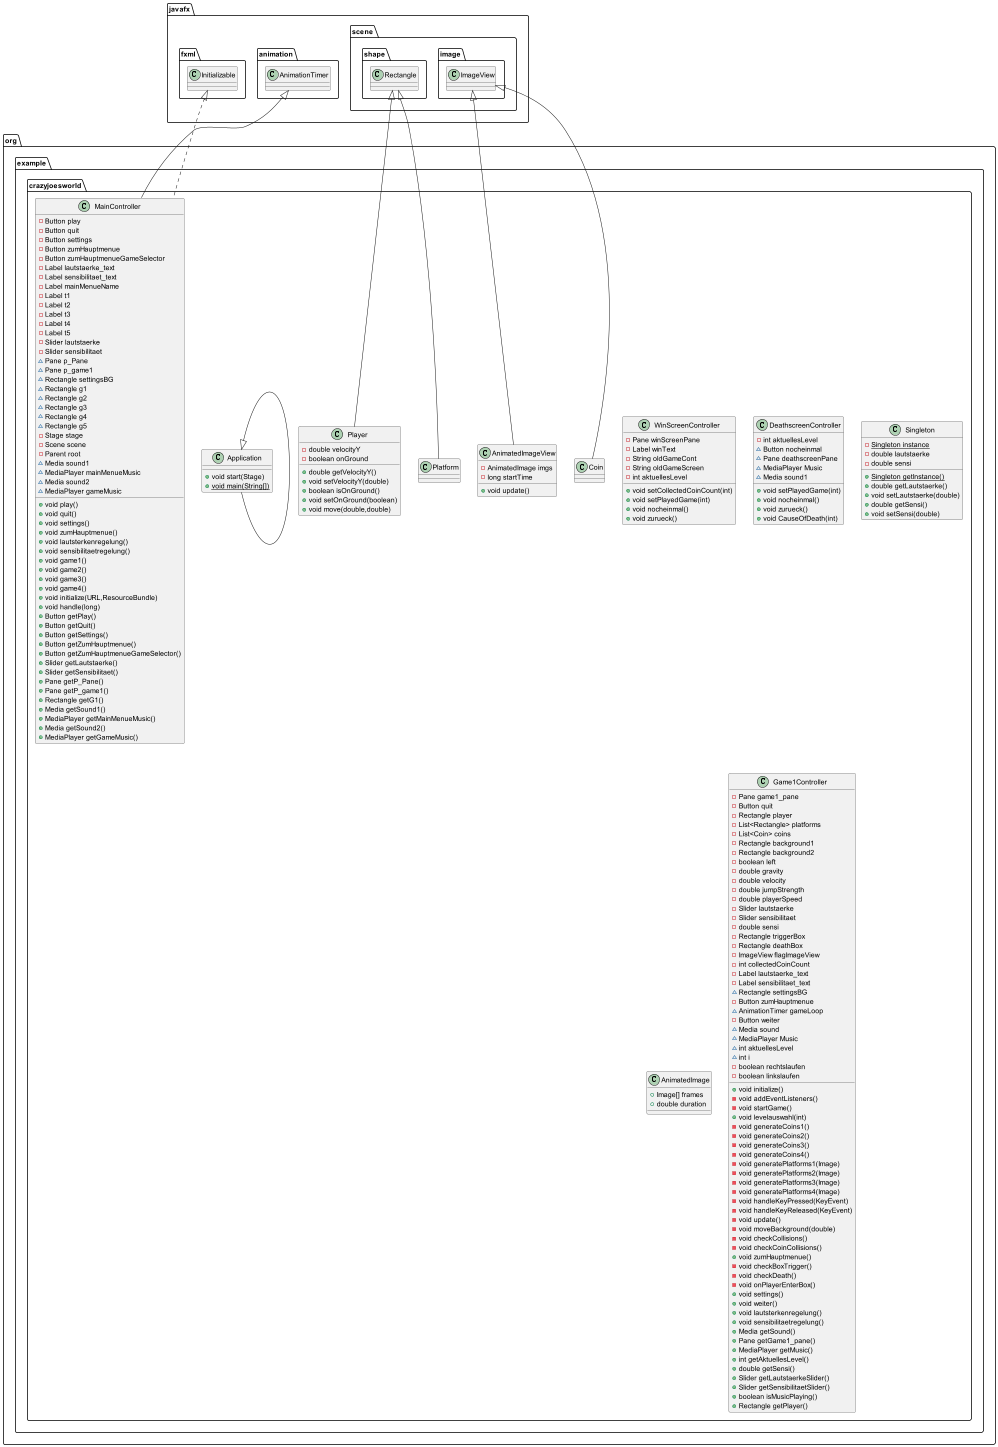 javafx
scene
fxml
animation
shape
image
C Initializable
C AnimationTimer
C Rectangle
C ImageView
org
example
crazyjoesworld
C MainController
Button play
Button quit
Button settings
Button zumHauptmenue
Button zumHauptmenueGameSelector
Label lautstaerke_text
Label sensibilitaet_text
Label mainMenueName
Label t1
Label t2
Label t3
Label t4
Label t5
Slider lautstaerke
Slider sensibilitaet
Pane p_Pane
Pane p_game1
Rectangle settingsBG
Rectangle g1
Rectangle g2
Rectangle g3
Rectangle g4
Rectangle g5
Stage stage
Scene scene
Parent root
Media sound1
MediaPlayer mainMenueMusic
Media sound2
MediaPlayer gameMusic
void play()
void quit()
void settings()
void zumHauptmenue()
void lautsterkenregelung()
void sensibilitaetregelung()
void game1()
void game2()
void game3()
void game4()
void initialize(URL,ResourceBundle)
void handle(long)
Button getPlay()
Button getQuit()
Button getSettings()
Button getZumHauptmenue()
Button getZumHauptmenueGameSelector()
Slider getLautstaerke()
Slider getSensibilitaet()
Pane getP_Pane()
Pane getP_game1()
Rectangle getG1()
Media getSound1()
MediaPlayer getMainMenueMusic()
Media getSound2()
MediaPlayer getGameMusic()
C Application
void start(Stage)
void main(String[])
C Player
double velocityY
boolean onGround
double getVelocityY()
void setVelocityY(double)
boolean isOnGround()
void setOnGround(boolean)
void move(double,double)
C Platform
C AnimatedImageView
AnimatedImage imgs
long startTime
void update()
C Coin
C WinScreenController
Pane winScreenPane
Label winText
String oldGameCont
String oldGameScreen
int aktuellesLevel
void setCollectedCoinCount(int)
void setPlayedGame(int)
void nocheinmal()
void zurueck()
C DeathscreenController
int aktuellesLevel
Button nocheinmal
Pane deathscreenPane
MediaPlayer Music
Media sound1
void setPlayedGame(int)
void nocheinmal()
void zurueck()
void CauseOfDeath(int)
C Singleton
Singleton instance
double lautstaerke
double sensi
Singleton getInstance()
double getLautstaerke()
void setLautstaerke(double)
double getSensi()
void setSensi(double)
C AnimatedImage
Image[] frames
double duration
C Game1Controller
Pane game1_pane
Button quit
Rectangle player
List<Rectangle> platforms
List<Coin> coins
Rectangle background1
Rectangle background2
boolean left
double gravity
double velocity
double jumpStrength
double playerSpeed
Slider lautstaerke
Slider sensibilitaet
double sensi
Rectangle triggerBox
Rectangle deathBox
ImageView flagImageView
int collectedCoinCount
Label lautstaerke_text
Label sensibilitaet_text
Rectangle settingsBG
Button zumHauptmenue
AnimationTimer gameLoop
Button weiter
Media sound
MediaPlayer Music
int aktuellesLevel
int i
boolean rechtslaufen
boolean linkslaufen
void initialize()
void addEventListeners()
void startGame()
void levelauswahl(int)
void generateCoins1()
void generateCoins2()
void generateCoins3()
void generateCoins4()
void generatePlatforms1(Image)
void generatePlatforms2(Image)
void generatePlatforms3(Image)
void generatePlatforms4(Image)
void handleKeyPressed(KeyEvent)
void handleKeyReleased(KeyEvent)
void update()
void moveBackground(double)
void checkCollisions()
void checkCoinCollisions()
void zumHauptmenue()
void checkBoxTrigger()
void checkDeath()
void onPlayerEnterBox()
void settings()
void weiter()
void lautsterkenregelung()
void sensibilitaetregelung()
Media getSound()
Pane getGame1_pane()
MediaPlayer getMusic()
int getAktuellesLevel()
double getSensi()
Slider getLautstaerkeSlider()
Slider getSensibilitaetSlider()
boolean isMusicPlaying()
Rectangle getPlayer()